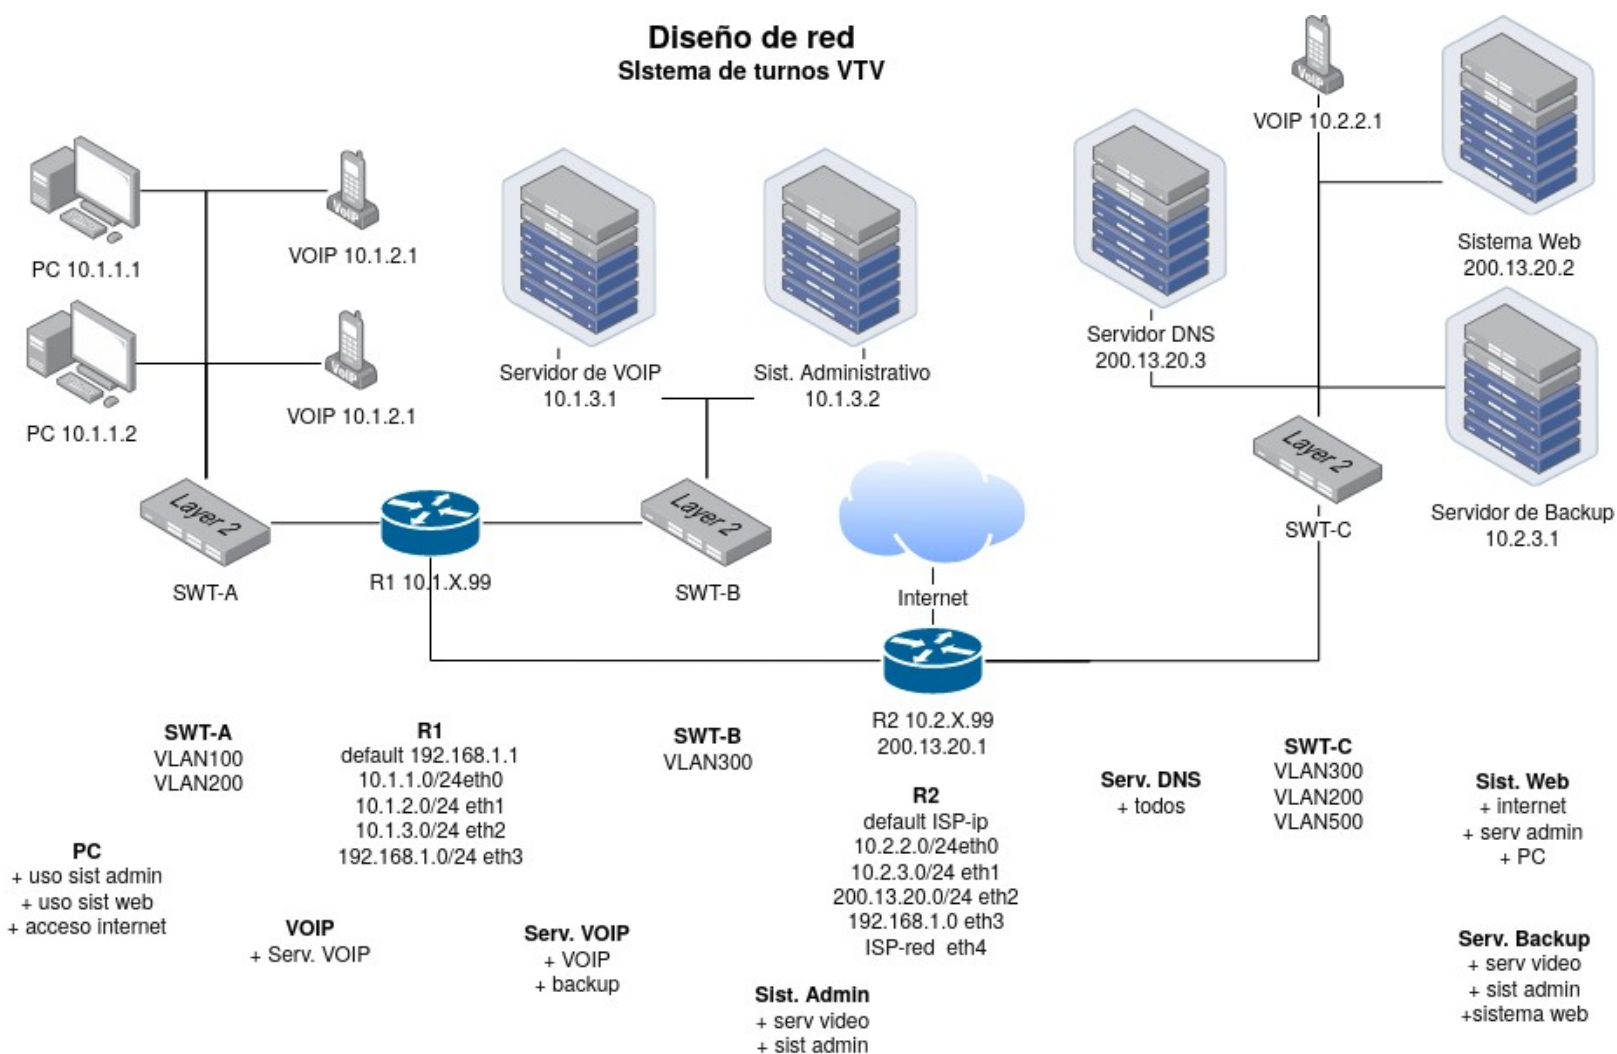 Diseño de red
SIstema de turnos VTV
VoIP
VOIP 10.2.2.1
PC 10.1.1.1
VoIP
VOIP 10.1.2.1
Sistema Web
200.13.20.2
Servidor DNS
200.13.20.3
PC 10.1.1.2
VoIP
VOIP 10.1.2.1
Servidor de VOIP
10.1.3.1
Sist. Administrativo
10.1.3.2
Layer 2
SWT-A
R1 10.1.X.99
Layer 2
SWT-B
Internet
Layer 2
SWT-C
Servidor de Backup
10.2.3.1
R2 10.2.X.99
200.13.20.1
SWT-A
VLAN100
VLAN200
R1
default 192.168.1.1
10.1.1.0/24eth0
10.1.2.0/24 eth1
10.1.3.0/24 eth2
192.168.1.0/24 eth3
SWT-B
VLAN300
R2
default ISP-ip
10.2.2.0/24eth0
10.2.3.0/24 eth1
200.13.20.0/24 eth2
192.168.1.0 eth3
ISP-red eth4
Serv. DNS
+ todos
SWT-C
VLAN300
VLAN200
VLAN500
Sist. Web
+ internet
+ serv admin
+ PC
PC
+ uso sist admin
+ uso sist web
+ acceso internet
VOIP
+ Serv. VOIP
Serv. VOIP
+ VOIP
+ backup
Sist. Admin
+ serv video
+ sist admin
Serv. Backup
+ serv video
+ sist admin
+sistema web